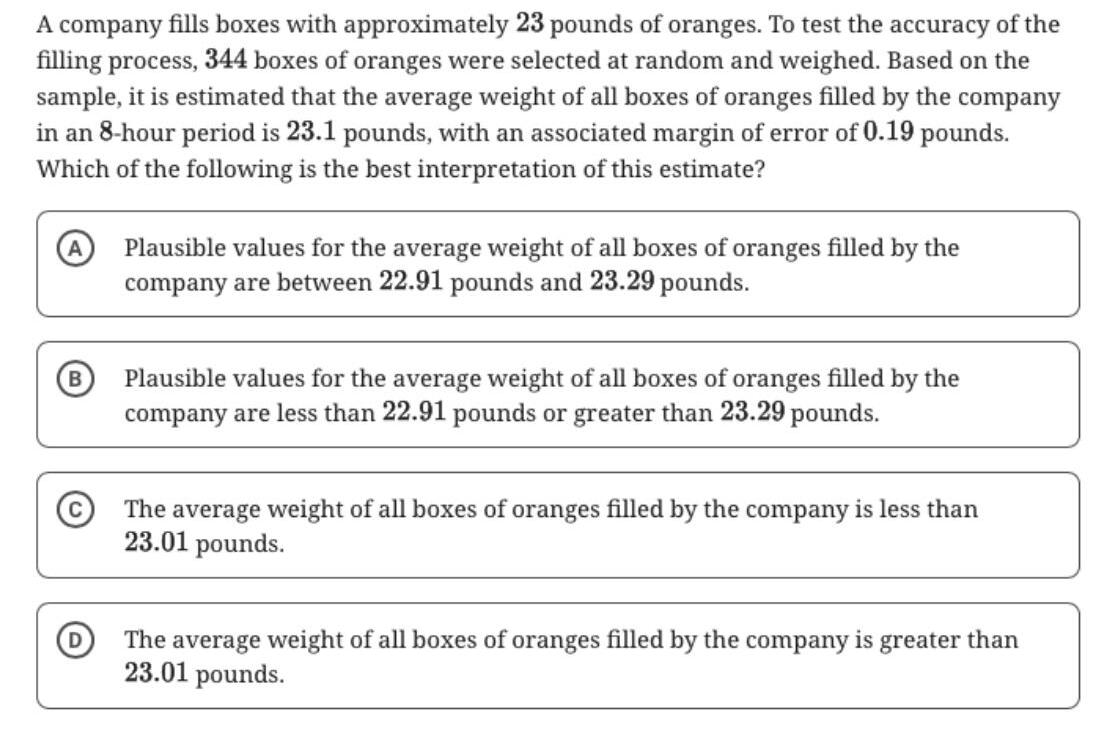 A company fills boxes with approximately 23 pounds of oranges. To test the accuracy of the
filling process, 344 boxes of oranges were selected at random and weighed. Based on the
sample, it is estimated that the average weight of all boxes of oranges filled by the company
in an 8-hour period is 23.1 pounds, with an associated margin of error of 0.19 pounds.
Which of the following is the best interpretation of this estimate?
A Plausible values for the average weight of all boxes of oranges filled by the
company are between 22.91 pounds and 23.29 pounds.
B Plausible values for the average weight of all boxes of oranges filled by the
company are less than 22.91 pounds or greater than 23.29 pounds.
C The average weight of all boxes of oranges filled by the company is less than
23.01 pounds.
D The average weight of all boxes of oranges filled by the company is greater than
23.01 pounds.